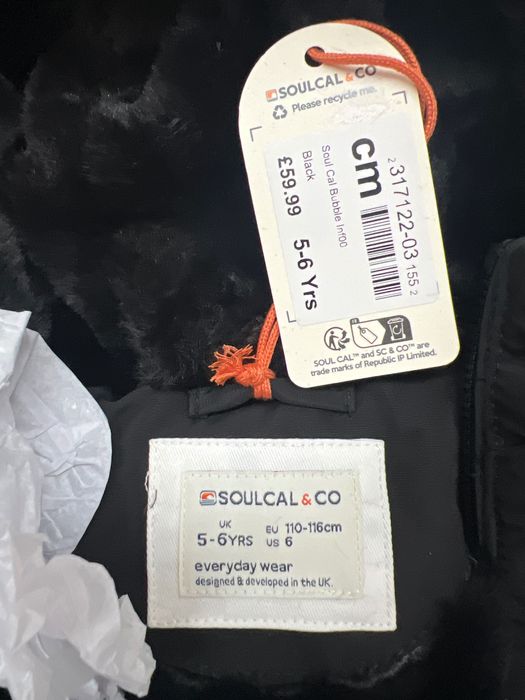 SOULCAL & CO
Please recycle me.
cm
2 317122-03 155 2
Soul Cal Bubble Inf00
Black
£59.99 5-6 Yrs
SOUL CAL™ and SC & CO™ are
trade marks of Republic IP Limited.
SOULCAL & CO
UK EU 110-116cm
5-6YRS US 6
everyday wear
designed & developed in the UK.